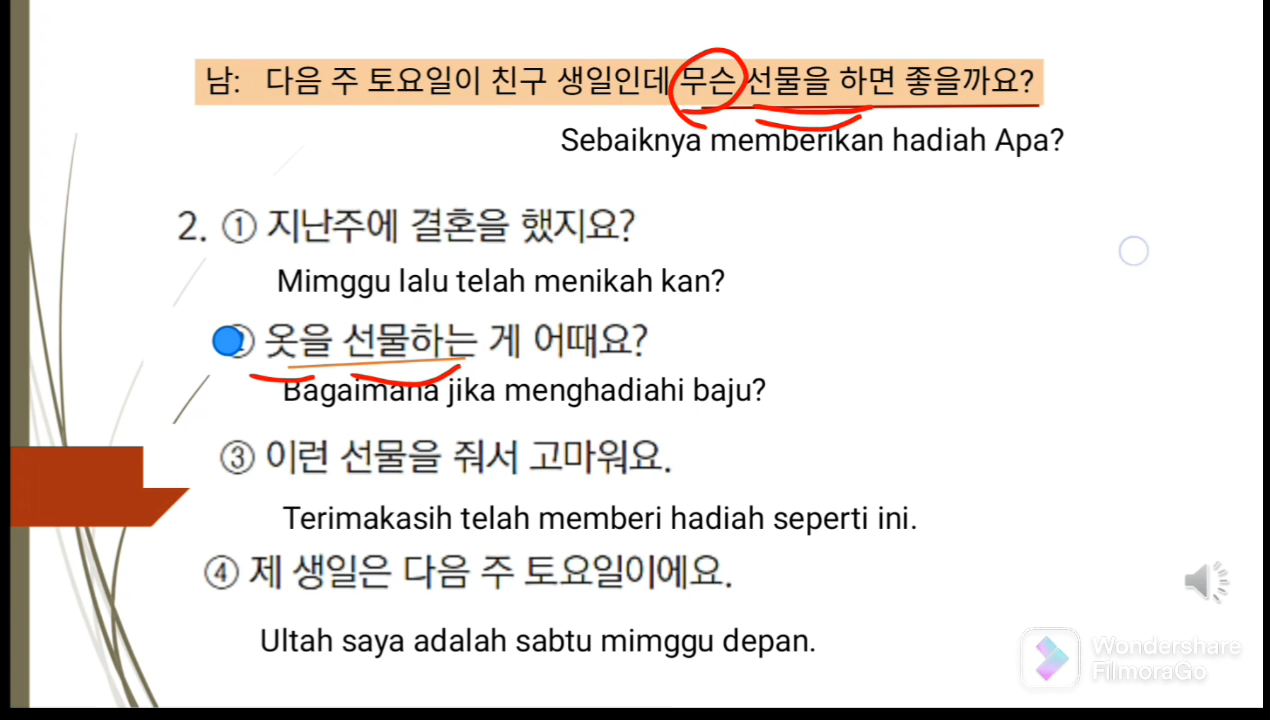 남: 다음 주 토요일이 친구 생일인데 무슨 선물을 하면 좋을까요?
Sebaiknya memberikan hadiah Apa?
2. ① 지난주에 결혼을 했지요?
Mimggu lalu telah menikah kan?
② 옷을 선물하는 게 어때요?
Bagaimana jika menghadiahi baju?
③ 이런 선물을 줘서 고마워요.
Terimakasih telah memberi hadiah seperti ini.
④ 제 생일은 다음 주 토요일이에요.
Ultah saya adalah sabtu mimggu depan.
Wondershare
FilmoraGo